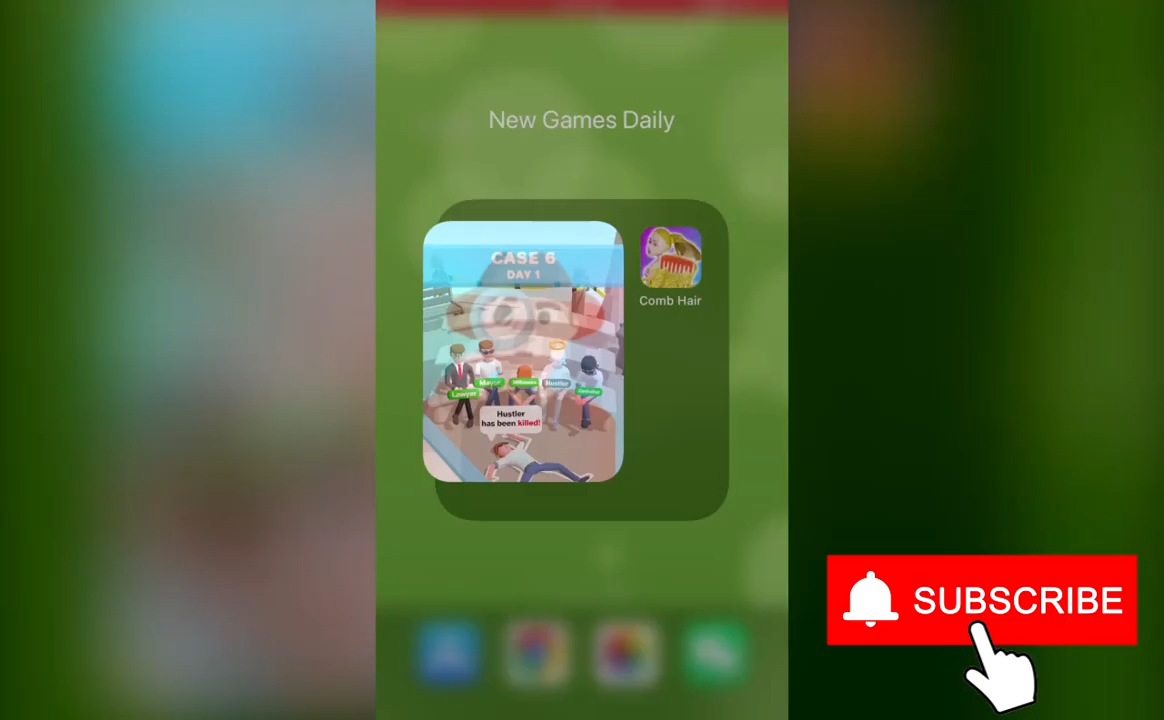 New Games Daily
CASE 6
DAY 1
Comb Hair
Mayor
Hustler
Lawyer
Hustler
has been killed!
SUBSCRIBE